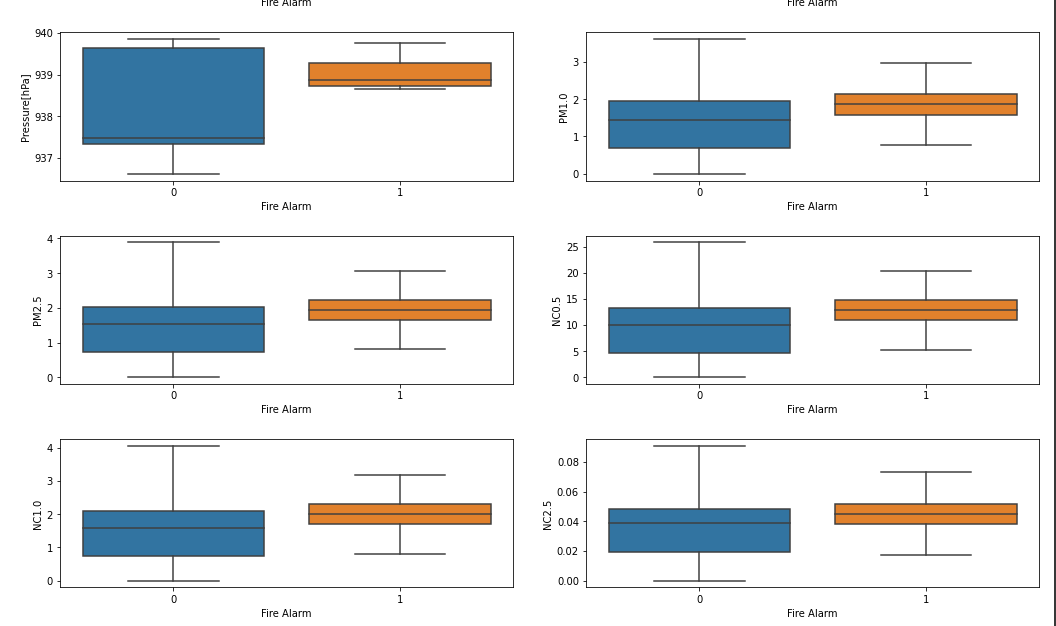 Fire Alarm
Fire Alarm
940
939
938
937
Pressure[hPa]
0
1
Fire Alarm
3
2
1
0
PM1.0
0
1
Fire Alarm
4
3
2
1
0
PM2.5
0
1
Fire Alarm
25
20
15
10
5
0
NC0.5
0
1
Fire Alarm
4
3
2
1
0
NC1.0
0
1
Fire Alarm
0.08
0.06
0.04
0.02
0.00
NC2.5
0
1
Fire Alarm